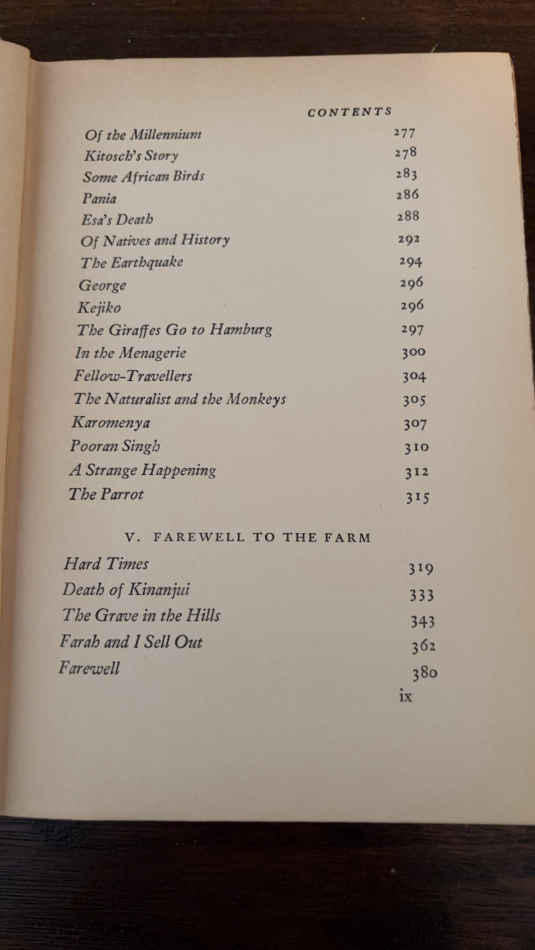 CONTENTS
Of the Millennium 277
Kitosch's Story 278
Some African Birds 283
Pania 286
Esa's Death 288
Of Natives and History 292
The Earthquake 294
George 296
Kejiko 296
The Giraffes Go to Hamburg 297
In the Menagerie 300
Fellow-Travellers 304
The Naturalist and the Monkeys 305
Karomenya 307
Pooran Singh 310
A Strange Happening 312
The Parrot 315
V. FAREWELL TO THE FARM
Hard Times 319
Death of Kinanjui 333
The Grave in the Hills 343
Farah and I Sell Out 362
Farewell 380
ix